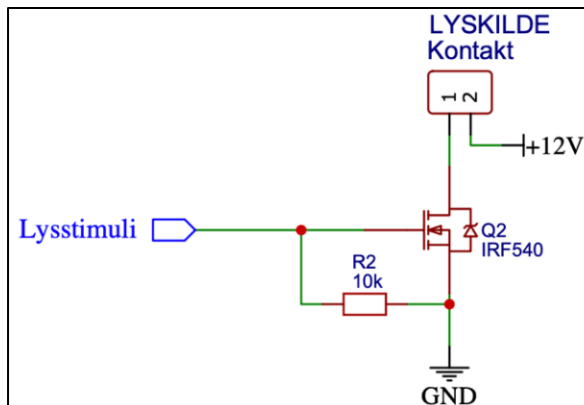 LYSKILDE
Kontakt
1
2
+12V
Lysstimuli
Q2
IRF540
R2
10k
GND